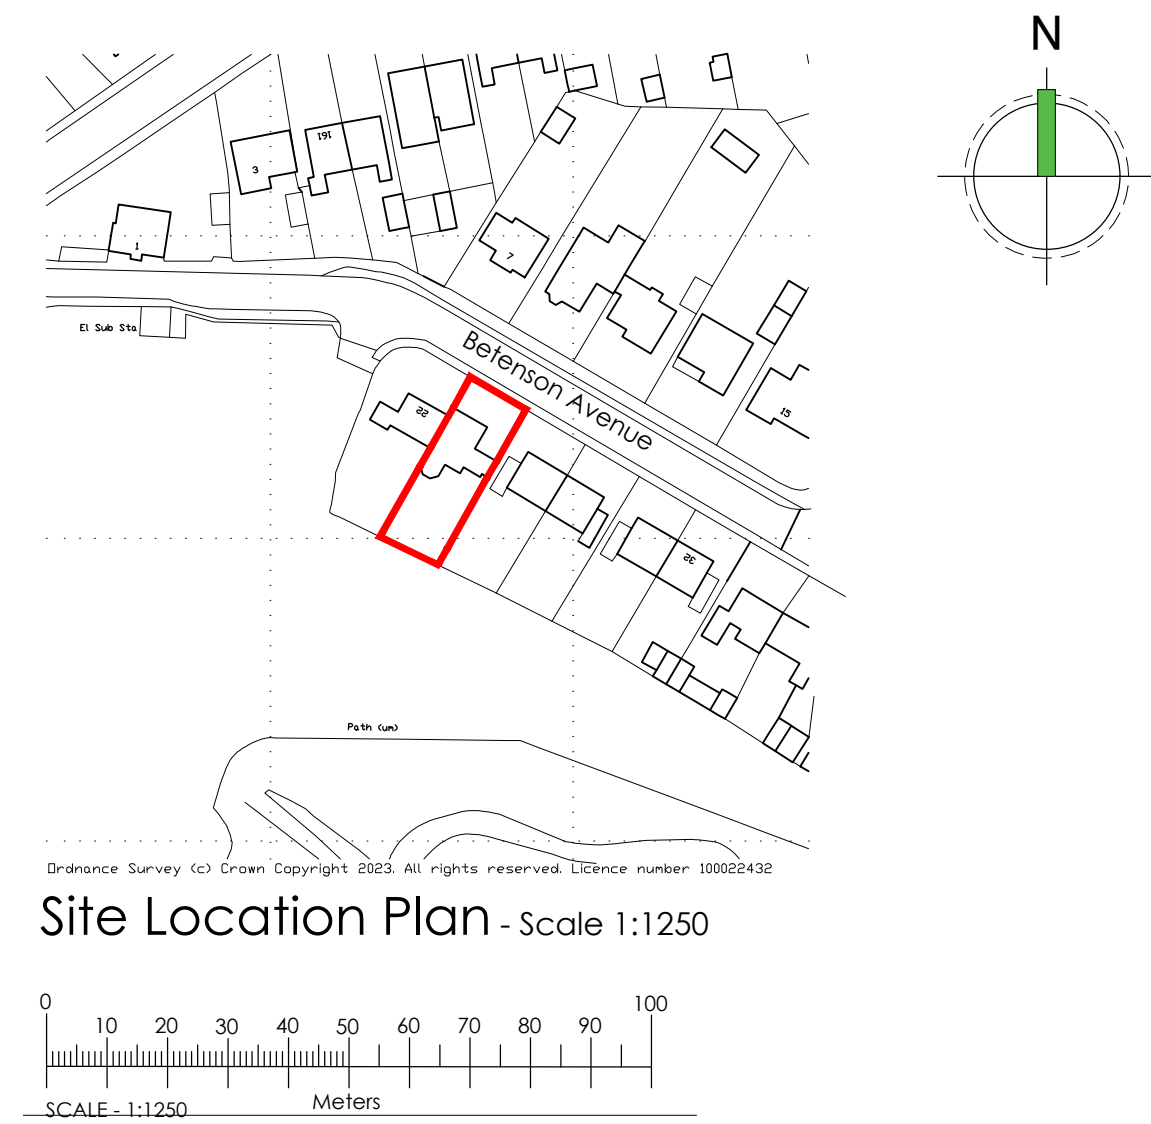 N
161
3
1
7
El Sub Sta
Betenson Avenue
22
15
32
Path (um)
Ordnance Survey (c) Crown Copyright 2023. All rights reserved. Licence number 100022432
Site Location Plan - Scale 1:1250
0 10 20 30 40 50 60 70 80 90 100
SCALE - 1:1250 Meters